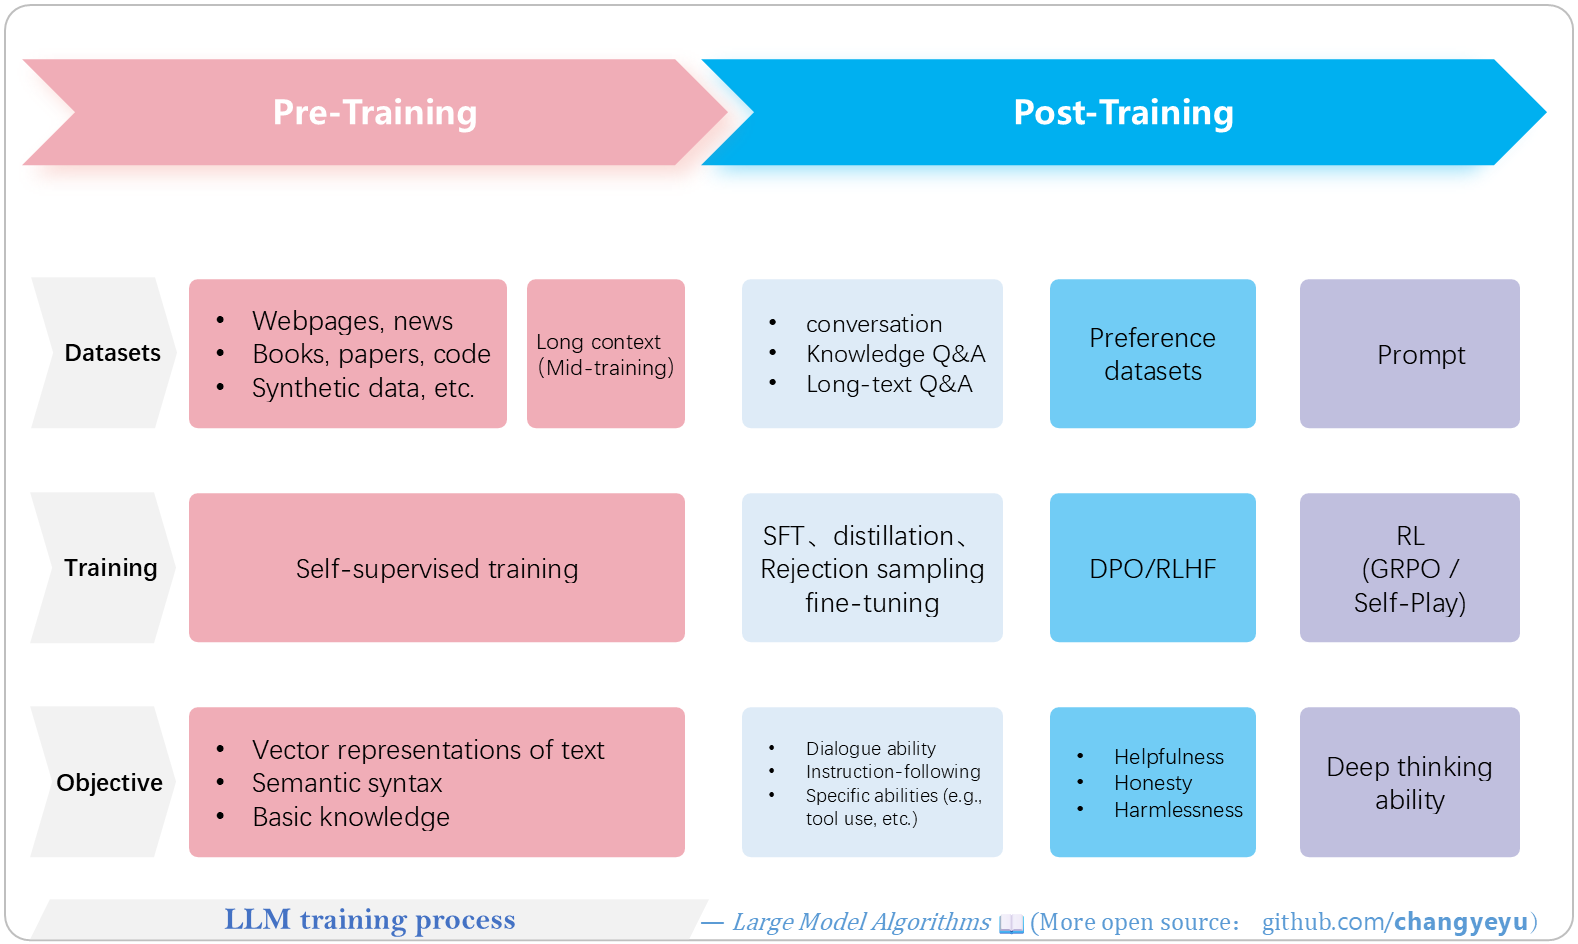 Pre-Training
Post-Training
Datasets
• Webpages, news
• Books, papers, code
• Synthetic data, etc.
Long context
（Mid-training)
• conversation
• Knowledge Q&A
• Long-text Q&A
Preference
datasets
Prompt
Training
Self-supervised training
SFT、distillation、
Rejection sampling
fine-tuning
DPO/RLHF
RL
(GRPO /
Self-Play)
Objective
• Vector representations of text
• Semantic syntax
• Basic knowledge
• Dialogue ability
• Instruction-following
• Specific abilities (e.g.,
tool use, etc.)
• Helpfulness
• Honesty
• Harmlessness
Deep thinking
ability
LLM training process
— Large Model Algorithms 📖 (More open source： github.com/changyeyu)